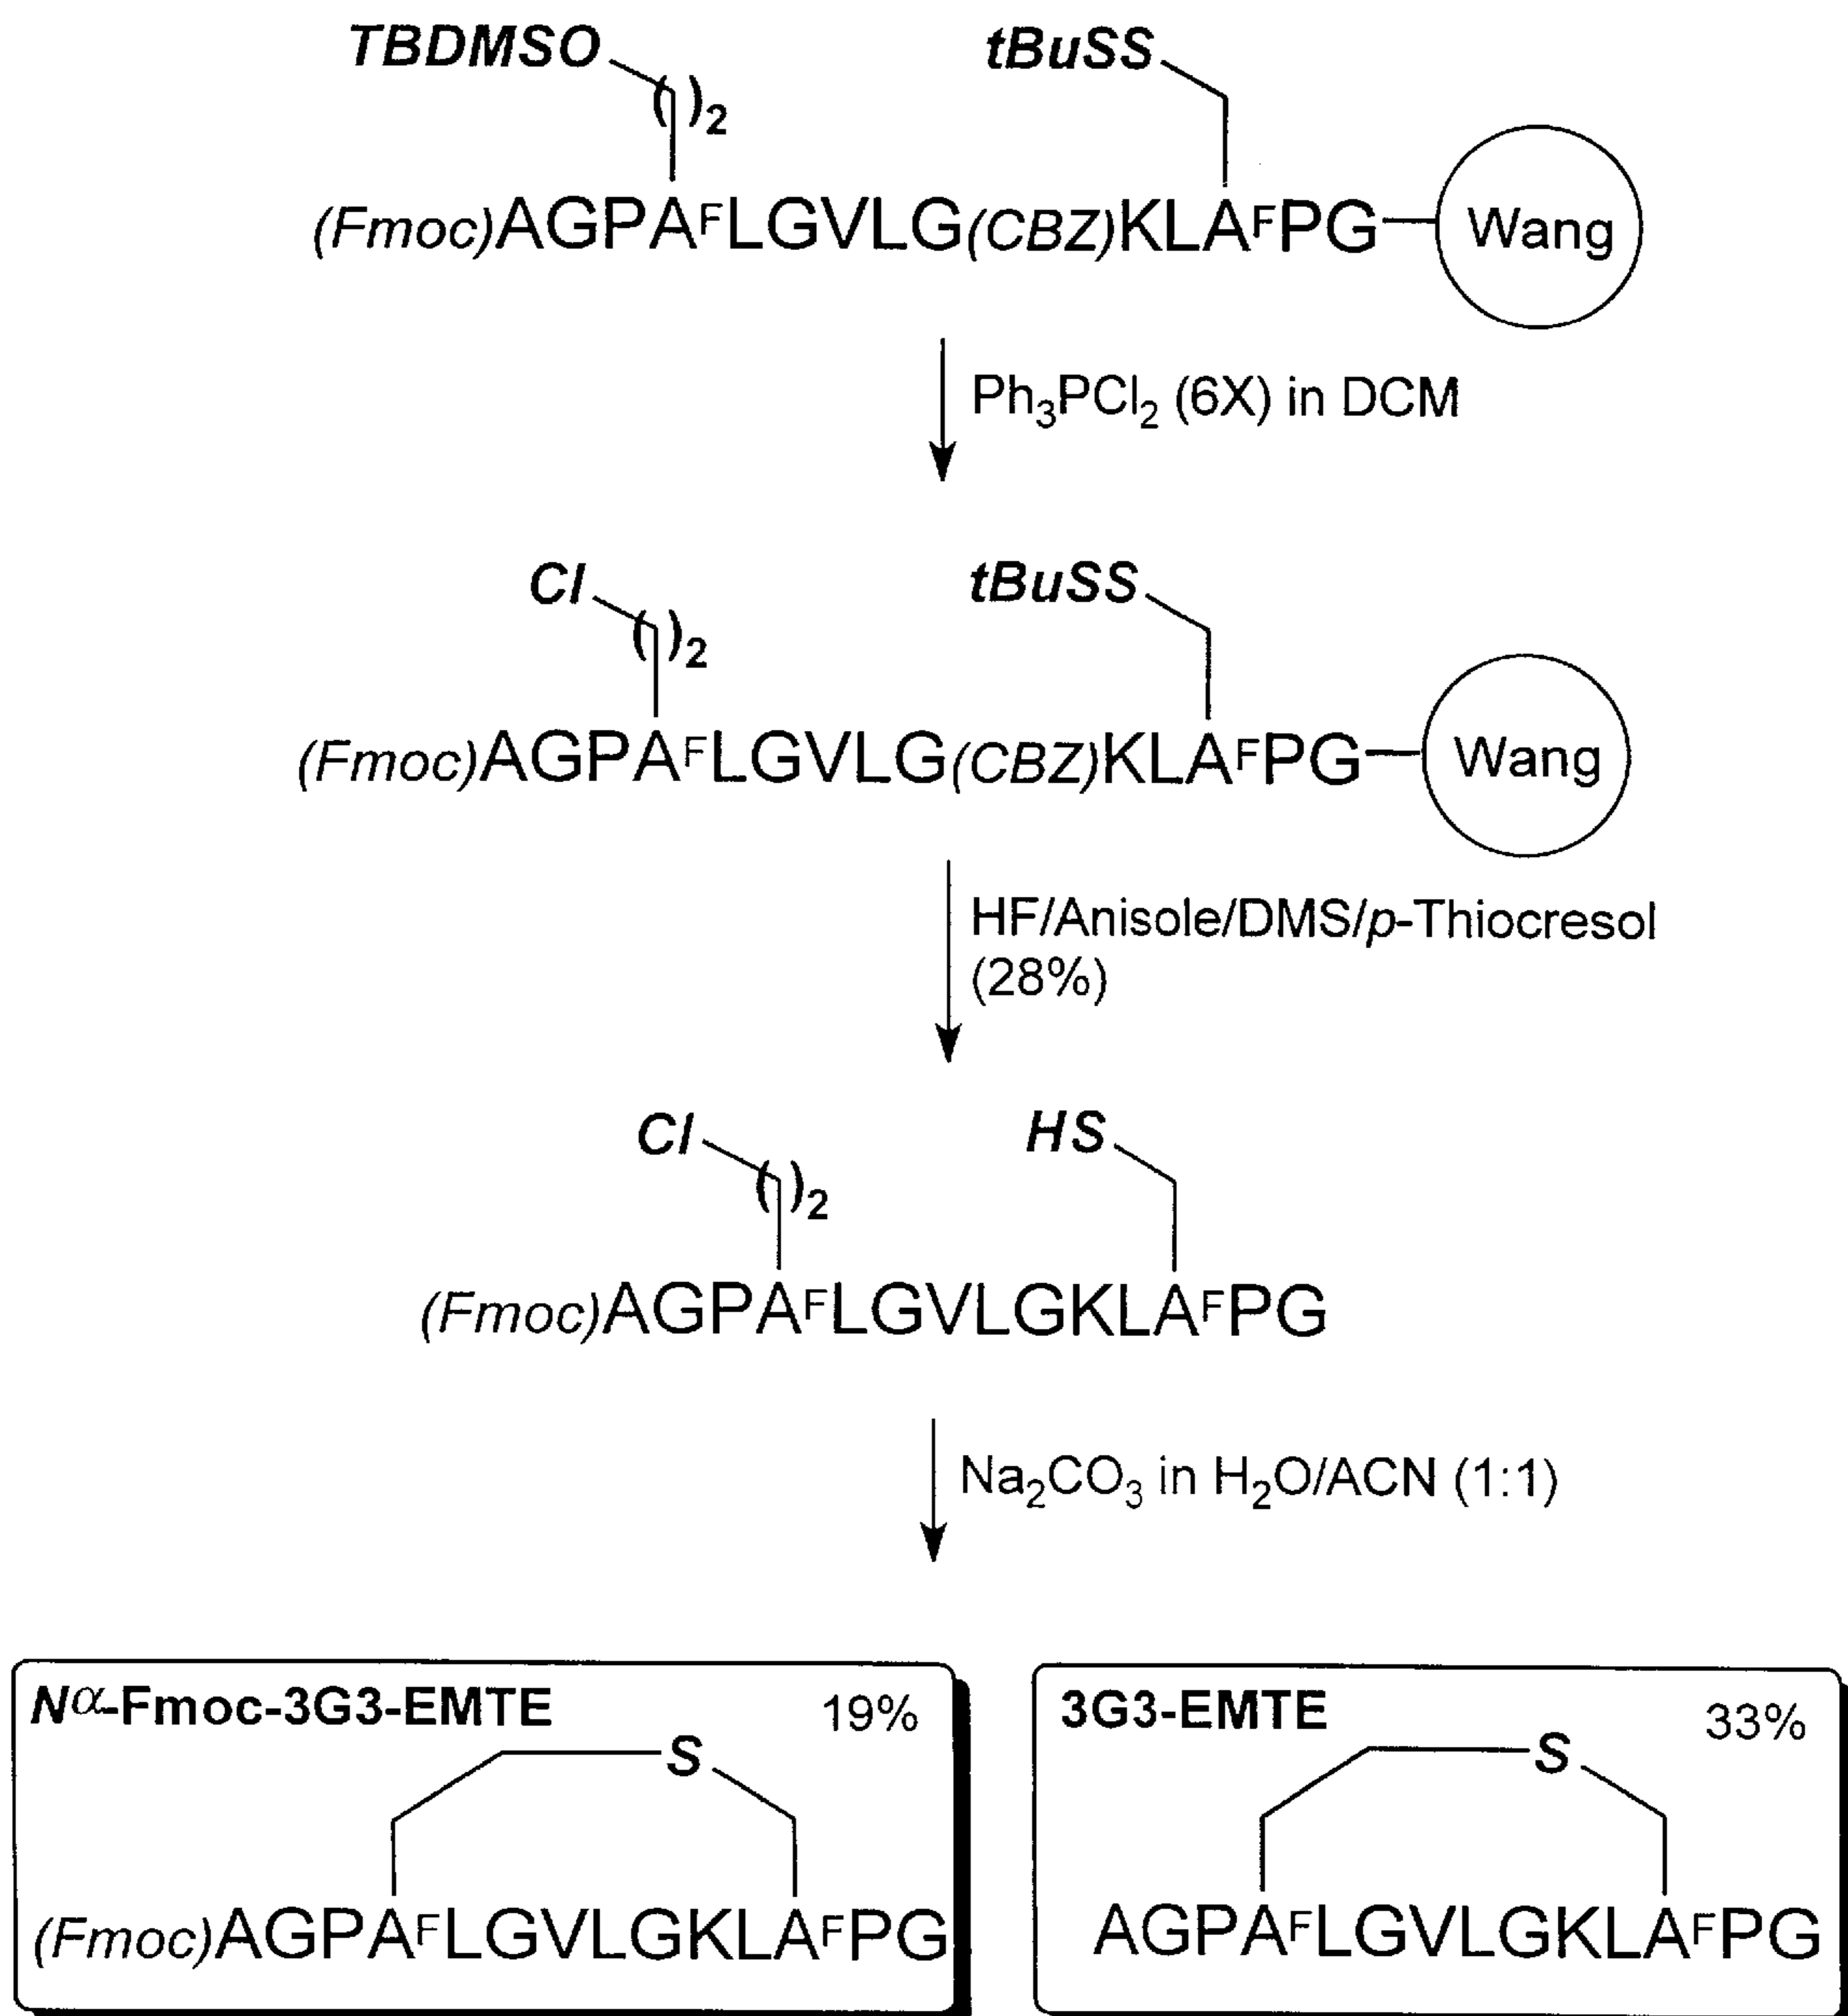 TBDMSO tBuSS
( )2
(Fmoc)AGPAFLGVLG(CBZ)KLAFPG Wang
Ph3PCl2 (6X) in DCM
Cl tBuSS
( )2
(Fmoc)AGPAFLGVLG(CBZ)KLAFPG Wang
HF/Anisole/DMS/p-Thiocresol
(28%)
Cl HS
( )2
(Fmoc)AGPAFLGVLGKLAFPG
Na2CO3 in H2O/ACN (1:1)
Nα-Fmoc-3G3-EMTE 19%
S
(Fmoc)AGPAFLGVLGKLAFPG
3G3-EMTE 33%
S
AGPAFLGVLGKLAFPG